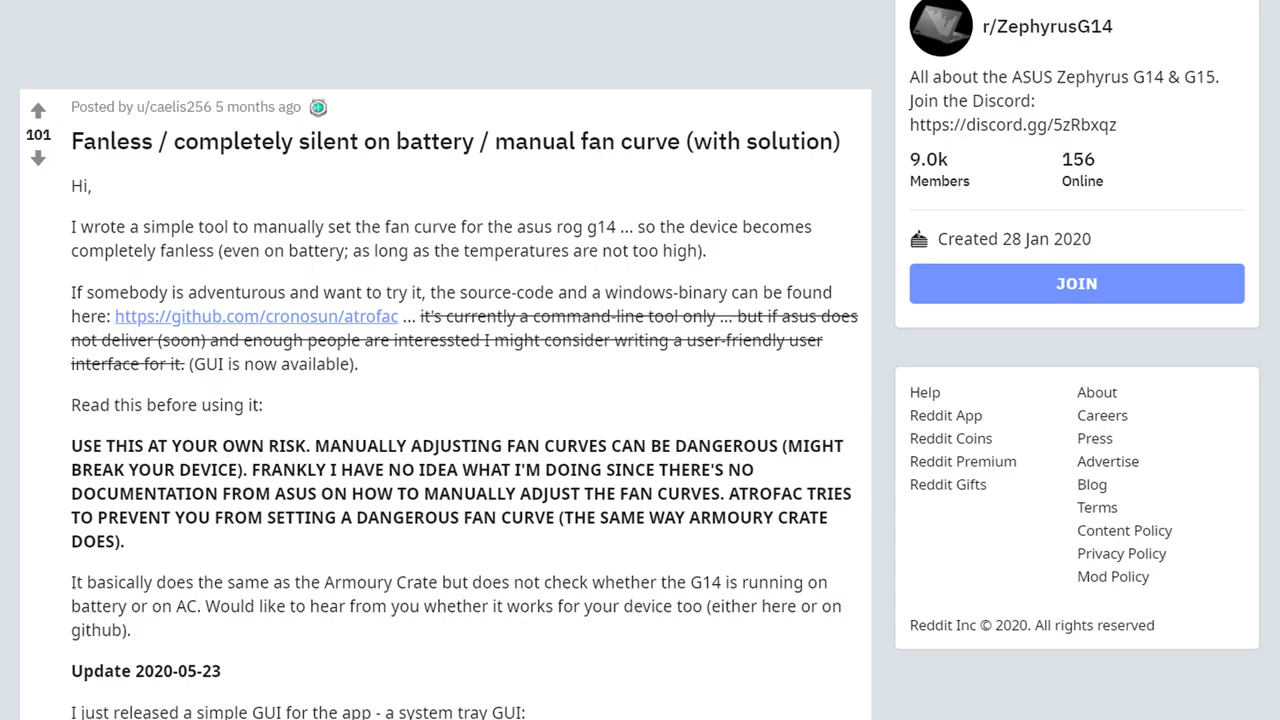 Posted by u/caelis256 5 months ago
101
Fanless / completely silent on battery / manual fan curve (with solution)
Hi,
I wrote a simple tool to manually set the fan curve for the asus rog g14 ... so the device becomes
completely fanless (even on battery; as long as the temperatures are not too high).
If somebody is adventurous and want to try it, the source-code and a windows-binary can be found
here: https://github.com/cronosun/atrofac ... it's currently a command-line tool only ... but if asus does
not deliver (soon) and enough people are interessted I might consider writing a user-friendly user
interface for it. (GUI is now available).
Read this before using it:
USE THIS AT YOUR OWN RISK. MANUALLY ADJUSTING FAN CURVES CAN BE DANGEROUS (MIGHT
BREAK YOUR DEVICE). FRANKLY I HAVE NO IDEA WHAT I'M DOING SINCE THERE'S NO
DOCUMENTATION FROM ASUS ON HOW TO MANUALLY ADJUST THE FAN CURVES. ATROFAC TRIES
TO PREVENT YOU FROM SETTING A DANGEROUS FAN CURVE (THE SAME WAY ARMOURY CRATE
DOES).
It basically does the same as the Armoury Crate but does not check whether the G14 is running on
battery or on AC. Would like to hear from you whether it works for your device too (either here or on
github).
Update 2020-05-23
I just released a simple GUI for the app - a system tray GUI:
r/ZephyrusG14
All about the ASUS Zephyrus G14 & G15.
Join the Discord:
https://discord.gg/5zRbxqz
9.0k 156
Members Online
Created 28 Jan 2020
JOIN
Help About
Reddit App Careers
Reddit Coins Press
Reddit Premium Advertise
Reddit Gifts Blog
Terms
Content Policy
Privacy Policy
Mod Policy
Reddit Inc © 2020. All rights reserved